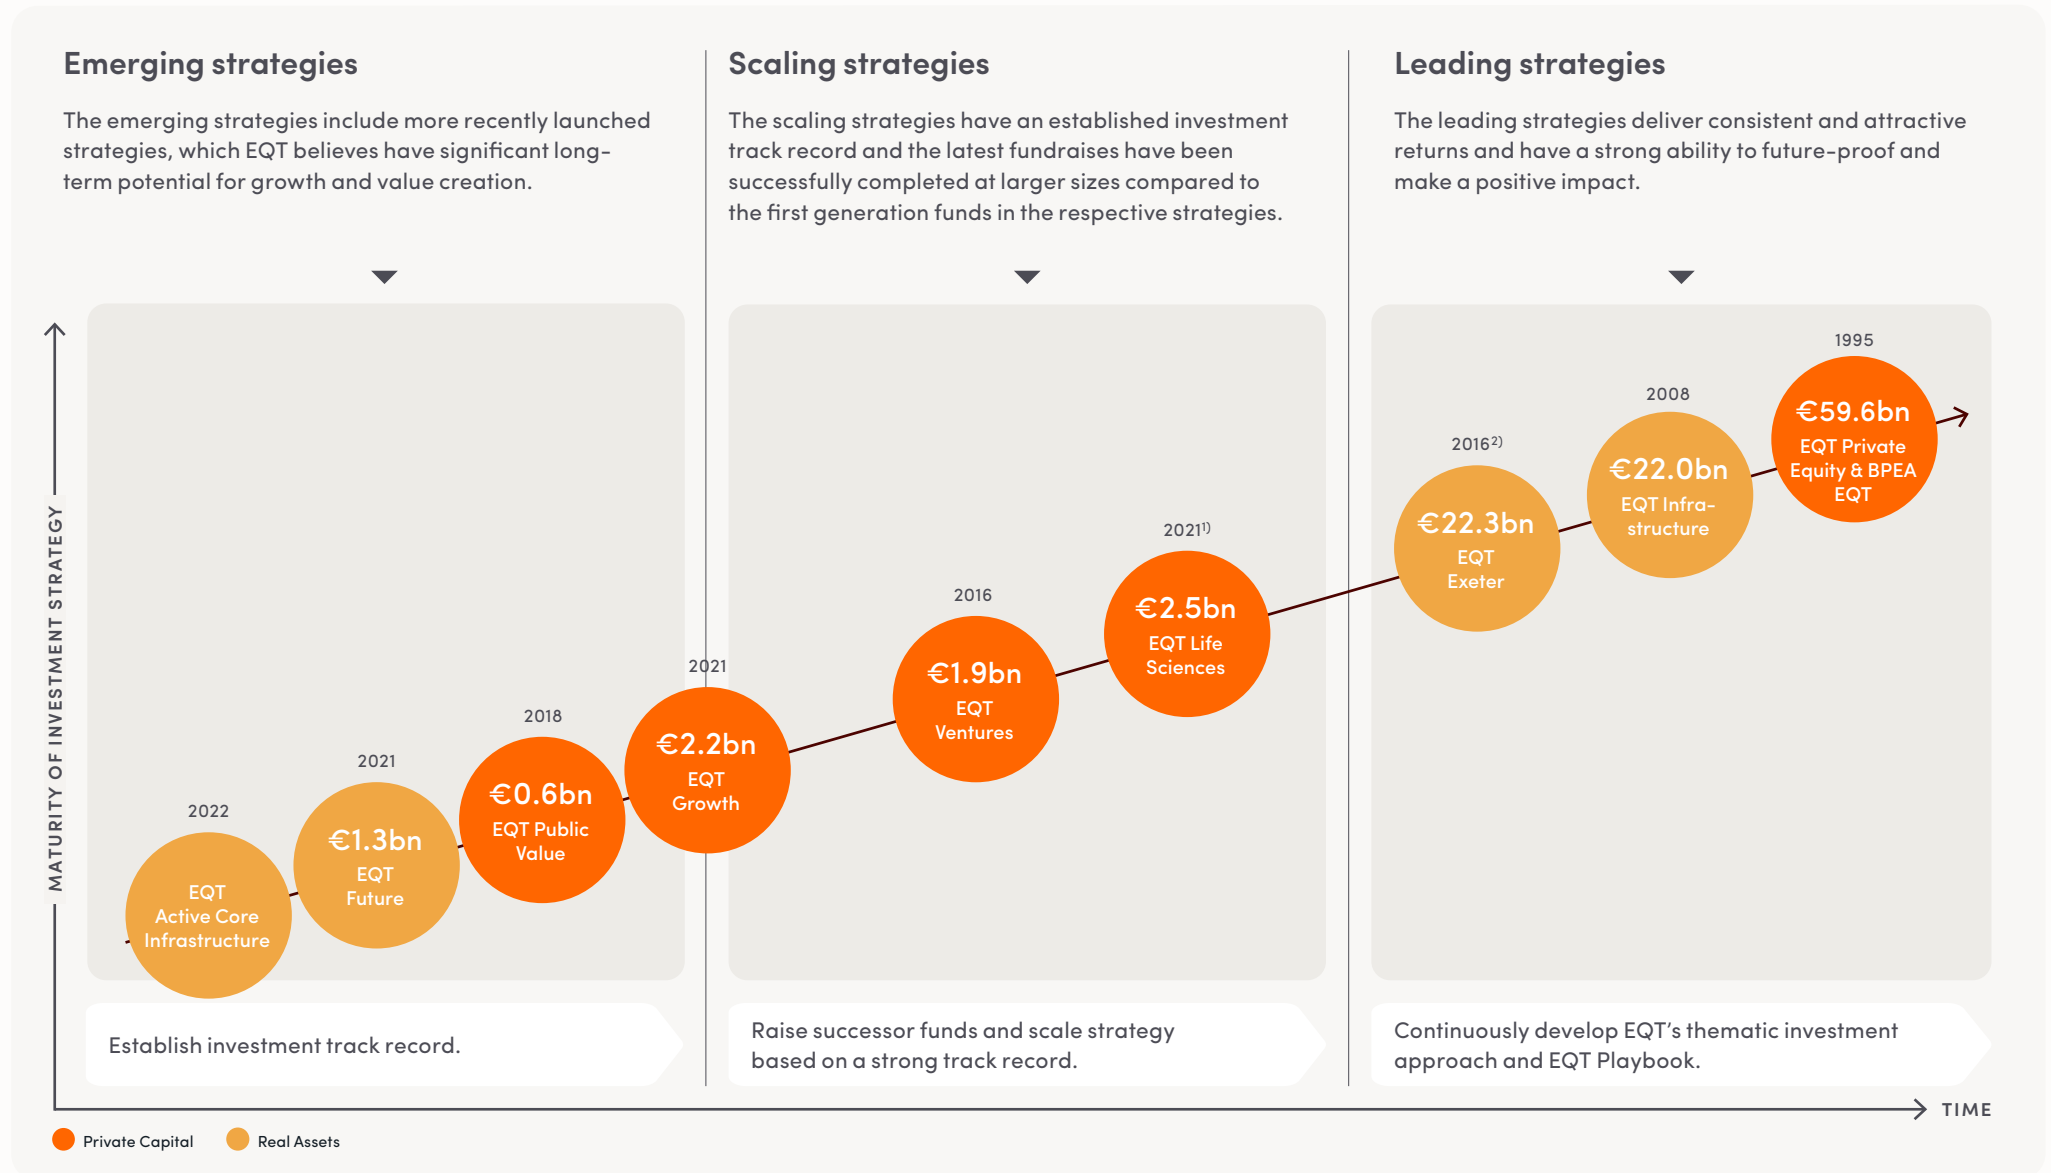 Emerging strategies
The emerging strategies include more recently launched
strategies, which EQT believes have significant long-
term potential for growth and value creation.
Scaling strategies
The scaling strategies have an established investment
track record and the latest fundraises have been
successfully completed at larger sizes compared to
the first generation funds in the respective strategies.
Leading strategies
The leading strategies deliver consistent and attractive
returns and have a strong ability to future-proof and
make a positive impact.
MATURITY OF INVESTMENT STRATEGY
2022
EQT
Active Core
Infrastructure
2021
€1.3bn
EQT
Future
2018
€0.6bn
EQT Public
Value
2021
€2.2bn
EQT
Growth
2016
€1.9bn
EQT
Ventures
2021¹⁾
€2.5bn
EQT Life
Sciences
2016²⁾
€22.3bn
EQT
Exeter
2008
€22.0bn
EQT Infra-
structure
1995
€59.6bn
EQT Private
Equity & BPEA
EQT
Establish investment track record.
Raise successor funds and scale strategy
based on a strong track record.
Continuously develop EQT’s thematic investment
approach and EQT Playbook.
TIME
Private Capital
Real Assets